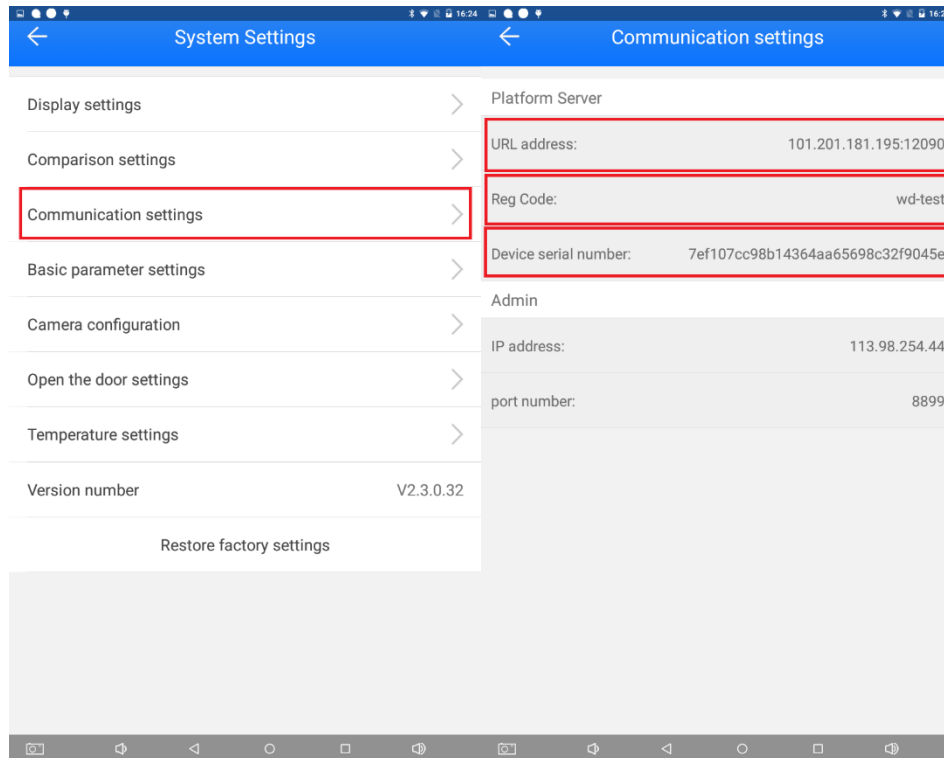 16:24
System Settings
Display settings
Comparison settings
Communication settings
Basic parameter settings
Camera configuration
Open the door settings
Temperature settings
Version number V2.3.0.32
Restore factory settings
Communication settings
Platform Server
URL address: 101.201.181.195:12090
Reg Code: wd-test
Device serial number: 7ef107cc98b14364aa65698c32f9045e
Admin
IP address: 113.98.254.44
port number: 8899